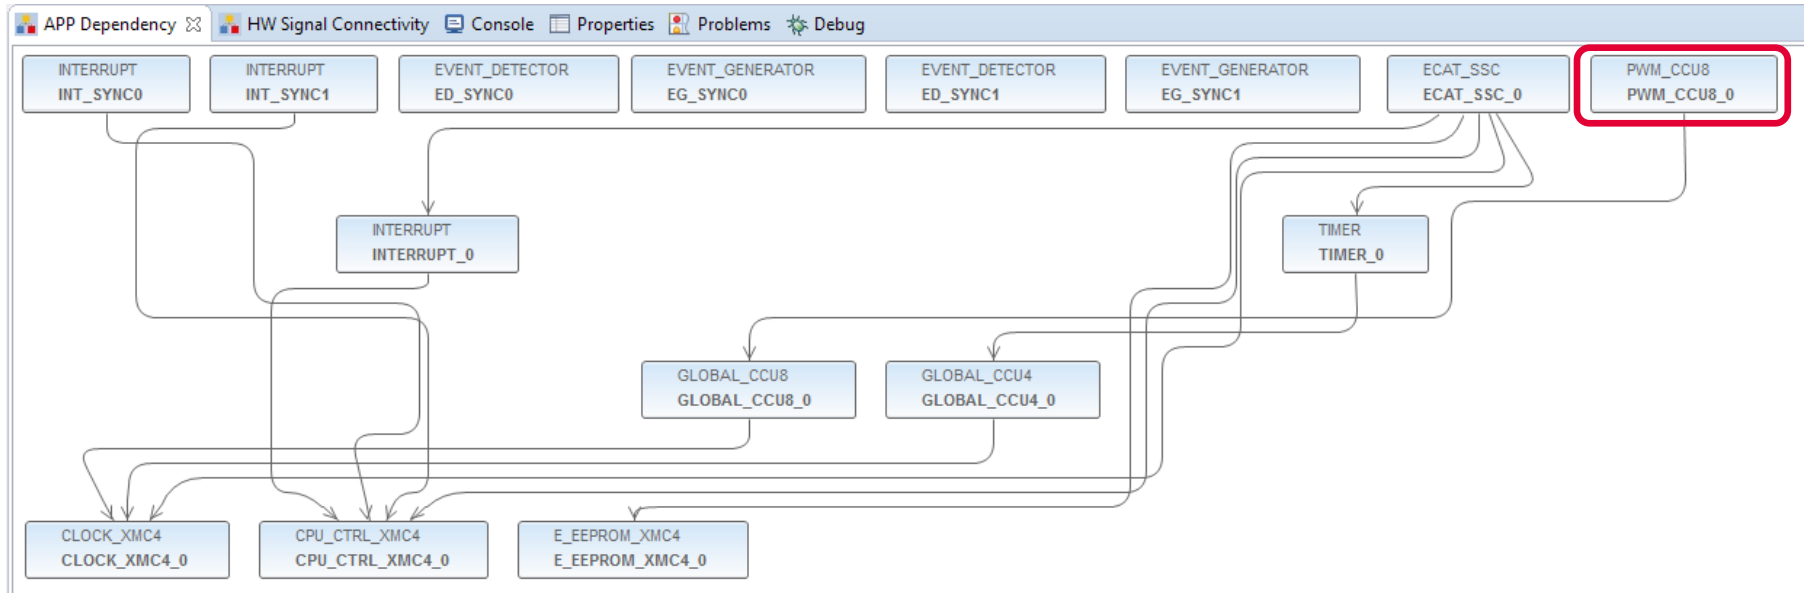 APP Dependency
HW Signal Connectivity
Console
Properties
Problems
Debug
INTERRUPT
INT_SYNC0
INTERRUPT
INT_SYNC1
EVENT_DETECTOR
ED_SYNC0
EVENT_GENERATOR
EG_SYNC0
EVENT_DETECTOR
ED_SYNC1
EVENT_GENERATOR
EG_SYNC1
ECAT_SSC
ECAT_SSC_0
PWM_CCU8
PWM_CCU8_0
INTERRUPT
INTERRUPT_0
TIMER
TIMER_0
GLOBAL_CCU8
GLOBAL_CCU8_0
GLOBAL_CCU4
GLOBAL_CCU4_0
CLOCK_XMC4
CLOCK_XMC4_0
CPU_CTRL_XMC4
CPU_CTRL_XMC4_0
E_EEPROM_XMC4
E_EEPROM_XMC4_0